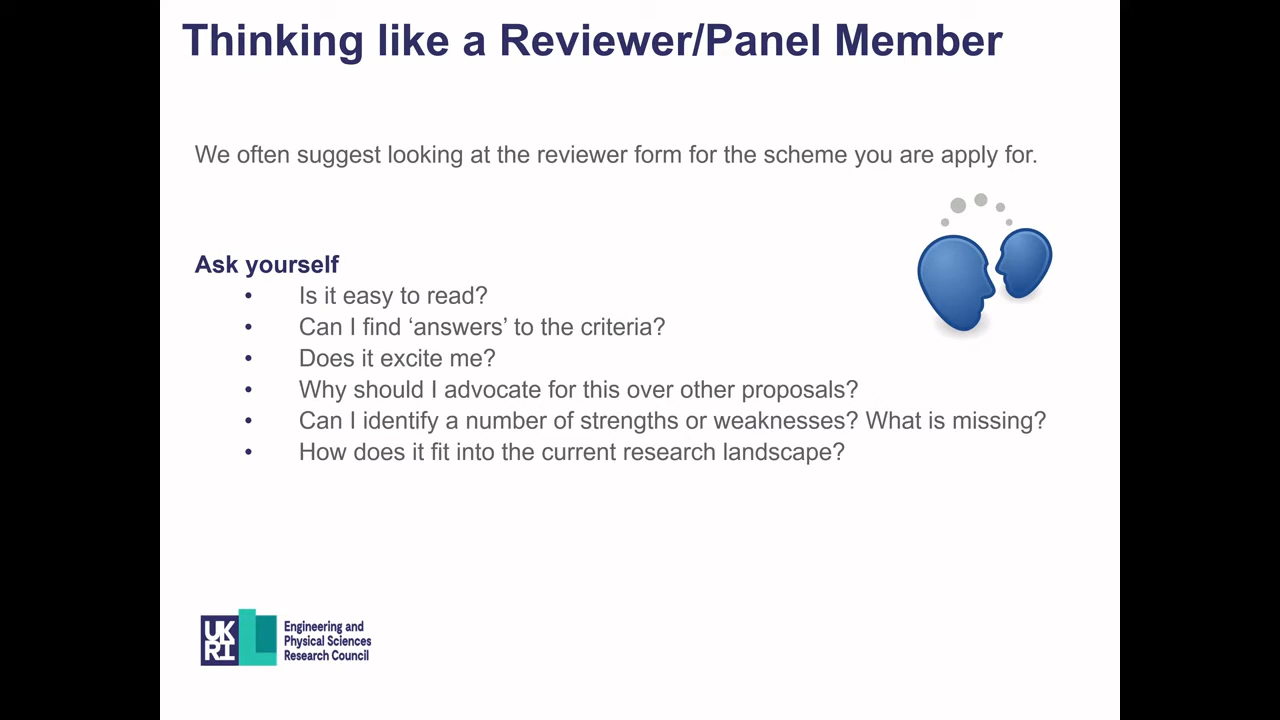 Thinking like a Reviewer/Panel Member
We often suggest looking at the reviewer form for the scheme you are apply for.
Ask yourself
• Is it easy to read?
• Can I find ‘answers’ to the criteria?
• Does it excite me?
• Why should I advocate for this over other proposals?
• Can I identify a number of strengths or weaknesses? What is missing?
• How does it fit into the current research landscape?
UK
RI
Engineering and
Physical Sciences
Research Council